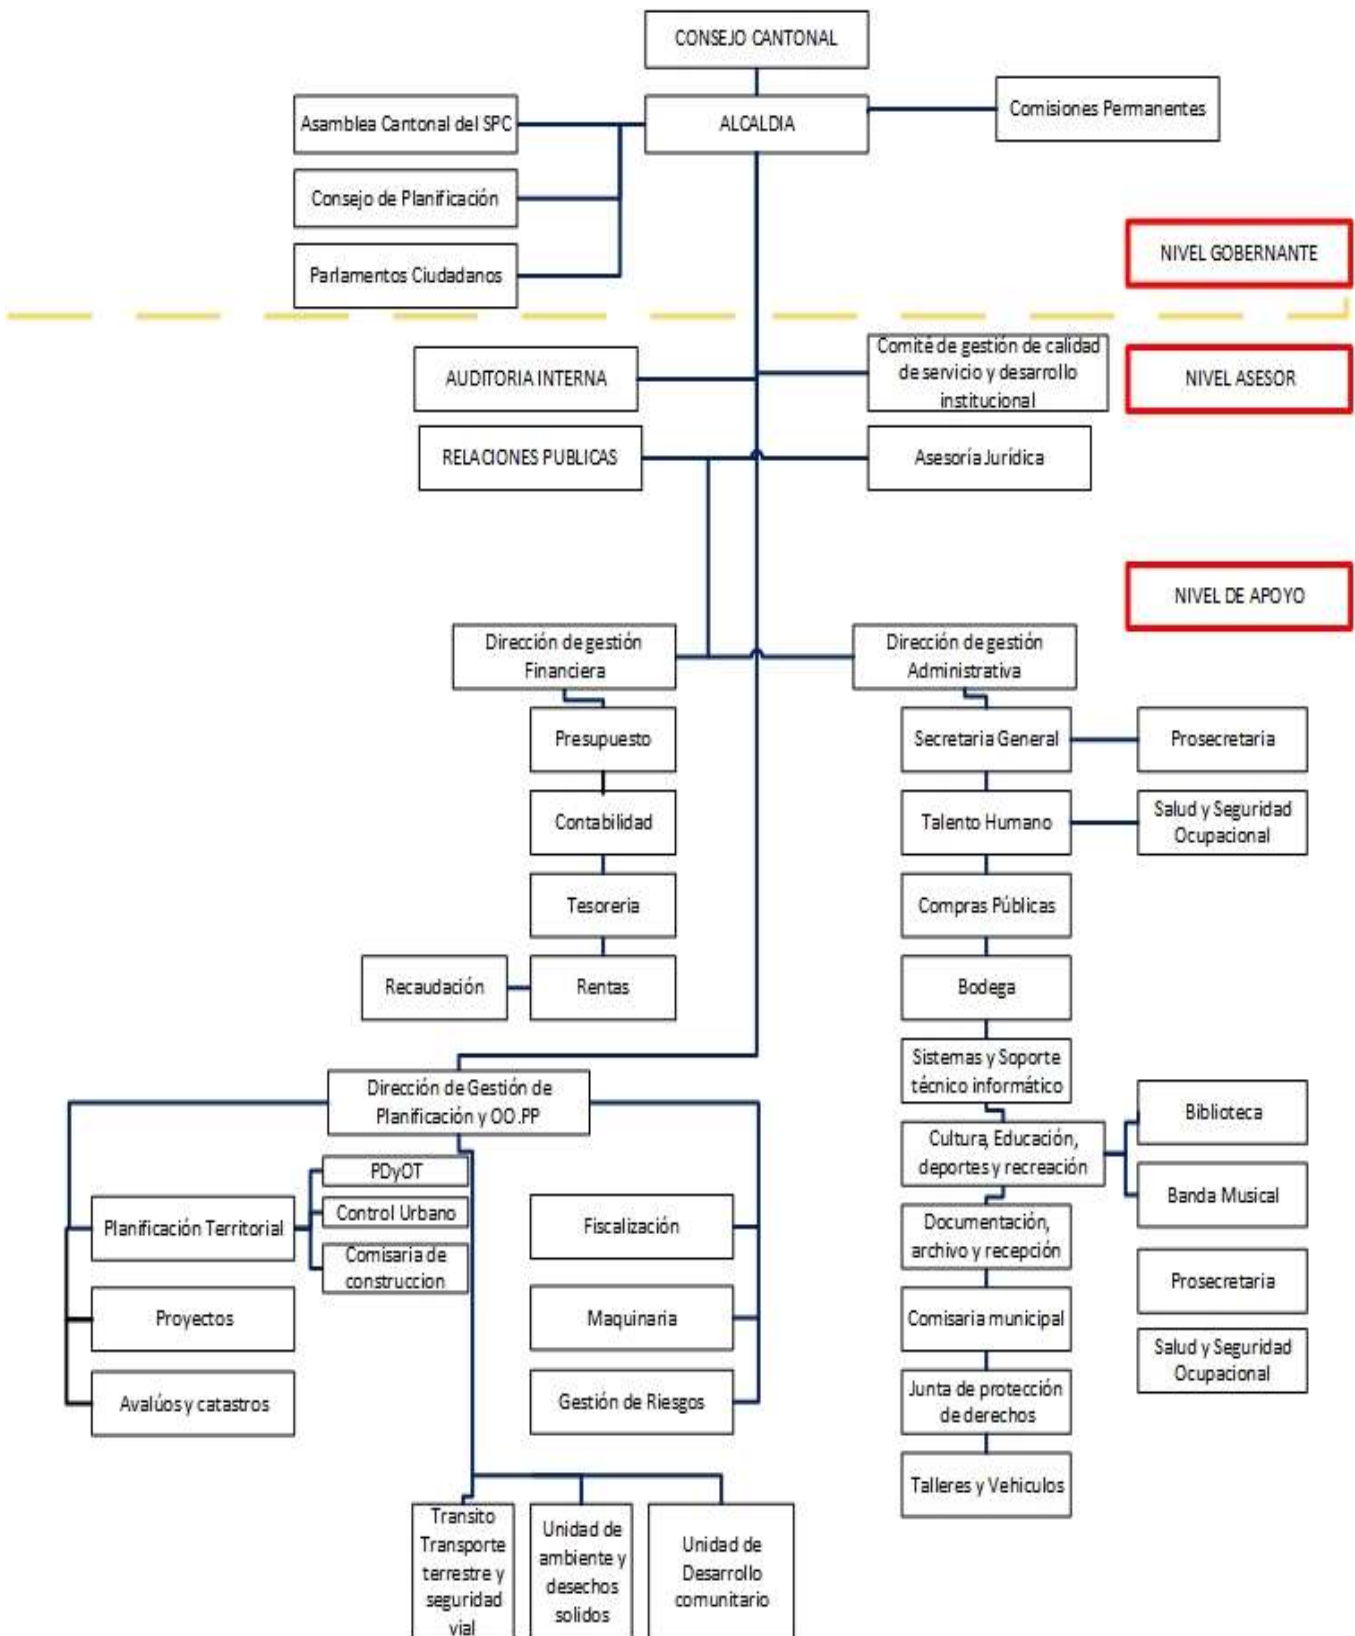 CONSEJO CANTONAL
Asamblea Cantonal del SPC
ALCALDIA
Comisiones Permanentes
Consejo de Planificación
Parlamentos Ciudadanos
NIVEL GOBERNANTE
AUDITORIA INTERNA
Comité de gestión de calidad
de servicio y desarrollo
institucional
NIVEL ASESOR
RELACIONES PUBLICAS
Asesoría Jurídica
NIVEL DE APOYO
Dirección de gestión
Financiera
Dirección de gestión
Administrativa
Presupuesto
Secretaria General
Prosecretaria
Contabilidad
Talento Humano
Salud y Seguridad
Ocupacional
Tesoreria
Compras Públicas
Recaudación
Rentas
Bodega
Sistemas y Soporte
técnico informático
Dirección de Gestión de
Planificación y OO.PP
Biblioteca
Cultura, Educación,
deportes y recreación
PDyOT
Banda Musical
Planificación Territorial
Control Urbano
Fiscalización
Documentación,
archivo y recepción
Comisaria de
construccion
Prosecretaria
Proyectos
Maquinaria
Comisaria municipal
Salud y Seguridad
Ocupacional
Avalúos y catastros
Gestión de Riesgos
Junta de protección
de derechos
Talleres y Vehiculos
Transito
Transporte
terrestre y
seguridad
vial
Unidad de
ambiente y
desechos
solidos
Unidad de
Desarrollo
comunitario